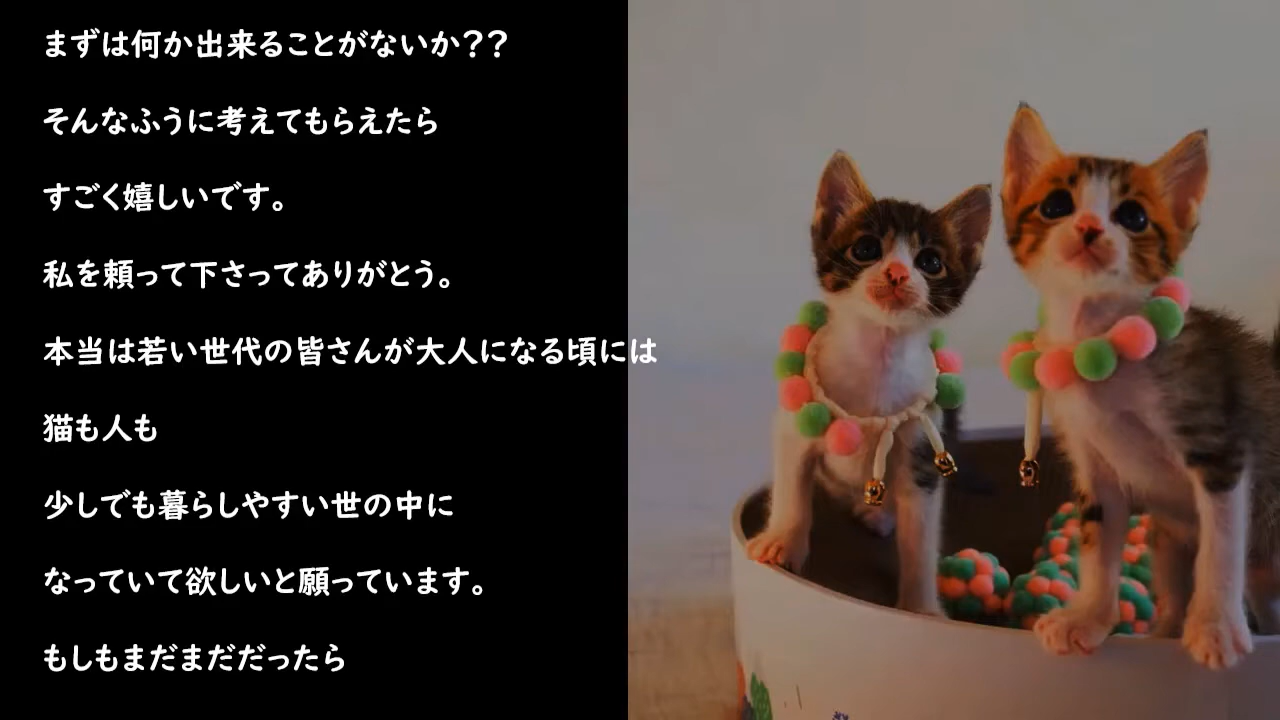 まずは何か出来ることがないか？？
そんなふうに考えてもらえたら
すごく嬉しいです。
私を頼って下さってありがとう。
本当は若い世代の皆さんが大人になる頃には
猫も人も
少しでも暮らしやすい世の中に
なっていて欲しいと願っています。
もしもまだまだだったら